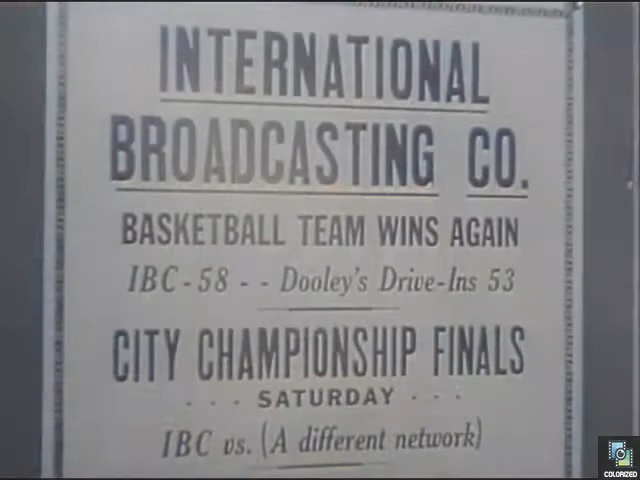 INTERNATIONAL
BROADCASTING CO.
BASKETBALL TEAM WINS AGAIN
IBC - 58 - - Dooley's Drive-Ins 53
CITY CHAMPIONSHIP FINALS
· · · SATURDAY · · ·
IBC vs. (A different network)
COLORIZED